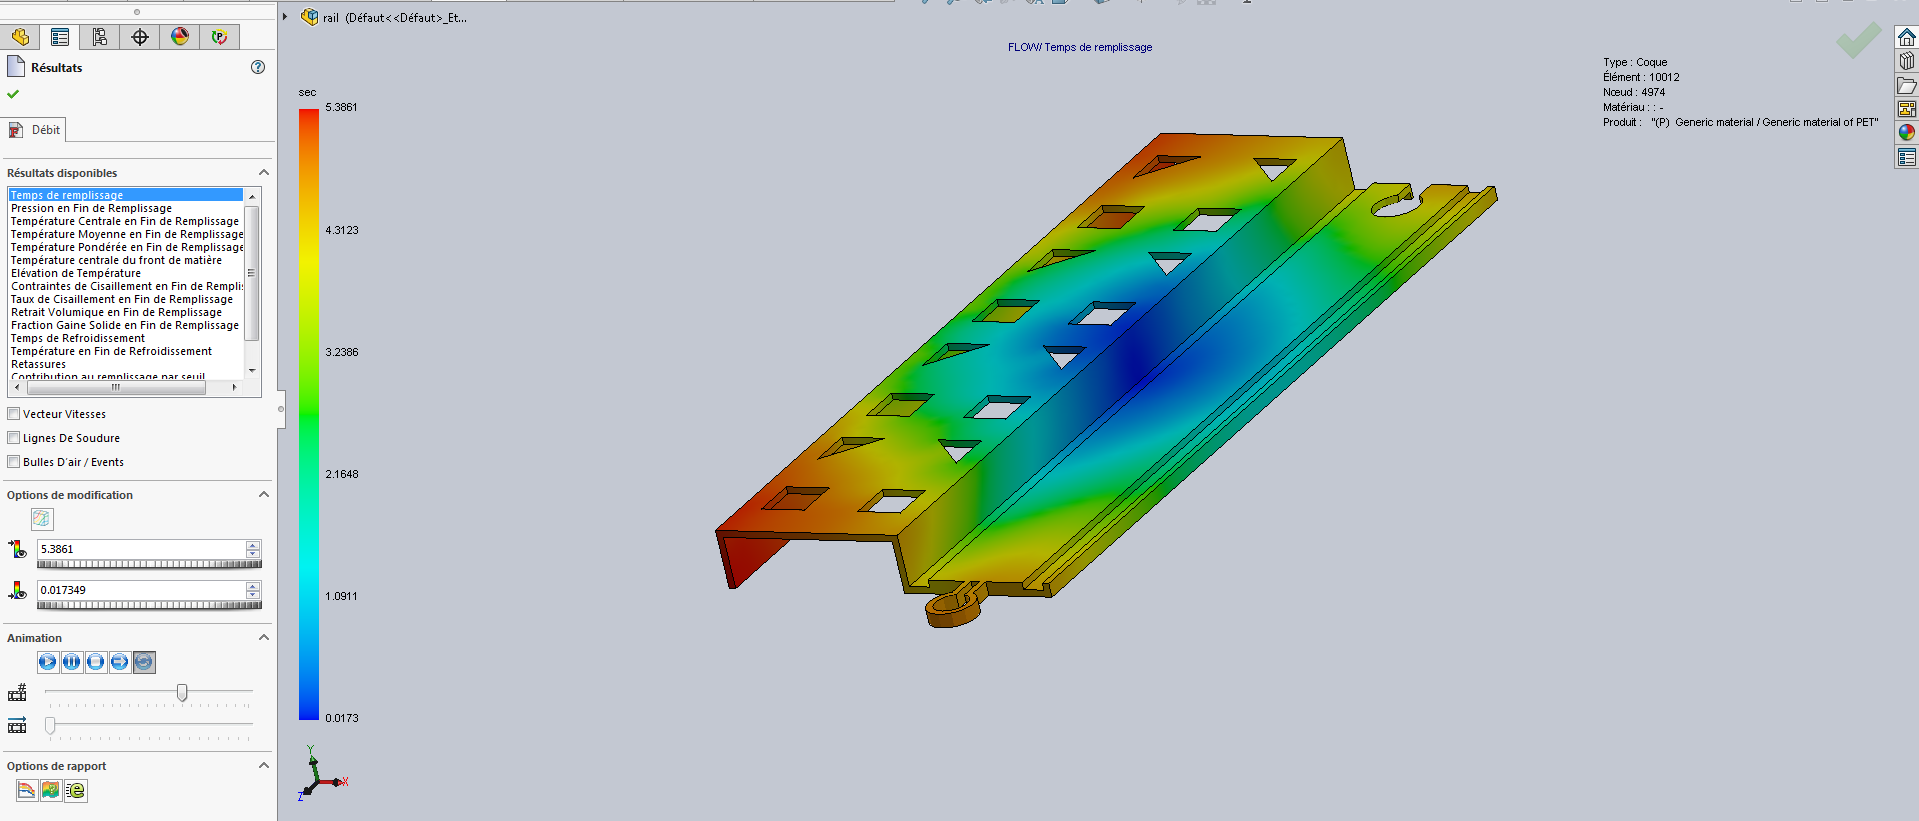 rail (Défaut<<Défaut>_Et...
FLOW/ Temps de remplissage
Résultats
Débit
Résultats disponibles
Temps de remplissage
Pression en Fin de Remplissage
Température Centrale en Fin de Remplissage
Température Moyenne en Fin de Remplissage
Température Pondérée en Fin de Remplissage
Température centrale du front de matière
Elévation de Température
Contraintes de Cisaillement en Fin de Remplis
Taux de Cisaillement en Fin de Remplissage
Retrait Volumique en Fin de Remplissage
Fraction Gaine Solide en Fin de Remplissage
Temps de Refroidissement
Température en Fin de Refroidissement
Retassures
Contribution au remplissage par seuil
Vecteur Vitesses
Lignes De Soudure
Bulles D'air / Events
Options de modification
5.3861
0.017349
Animation
Options de rapport
sec
5.3861
4.3123
3.2386
2.1648
1.0911
0.0173
Y
X
Z
Type : Coque
Élément : 10012
Nœud : 4974
Matériau : : -
Produit : "(P) Generic material / Generic material of PET"